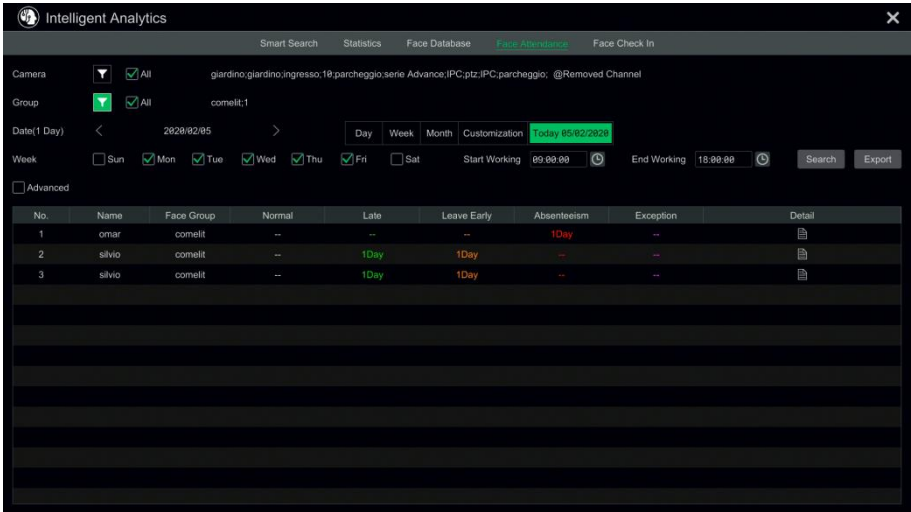 Intelligent Analytics
Smart Search Statistics Face Database Face Attendance Face Check In
Camera All giardino;giardino;ingresso;10;parcheggio;serie Advance;IPC;ptz;IPC;parcheggio; @Removed Channel
Group All comelit;1
Date(1 Day) < 2020/02/05 > Day Week Month Customization Today 05/02/2020
Week Sun Mon Tue Wed Thu Fri Sat Start Working 09:00:00 End Working 18:00:00 Search Export
Advanced
No. Name Face Group Normal Late Leave Early Absenteeism Exception Detail
1 omar comelit -- -- -- 1Day --
2 silvio comelit -- 1Day 1Day -- --
3 silvio comelit -- 1Day 1Day -- --